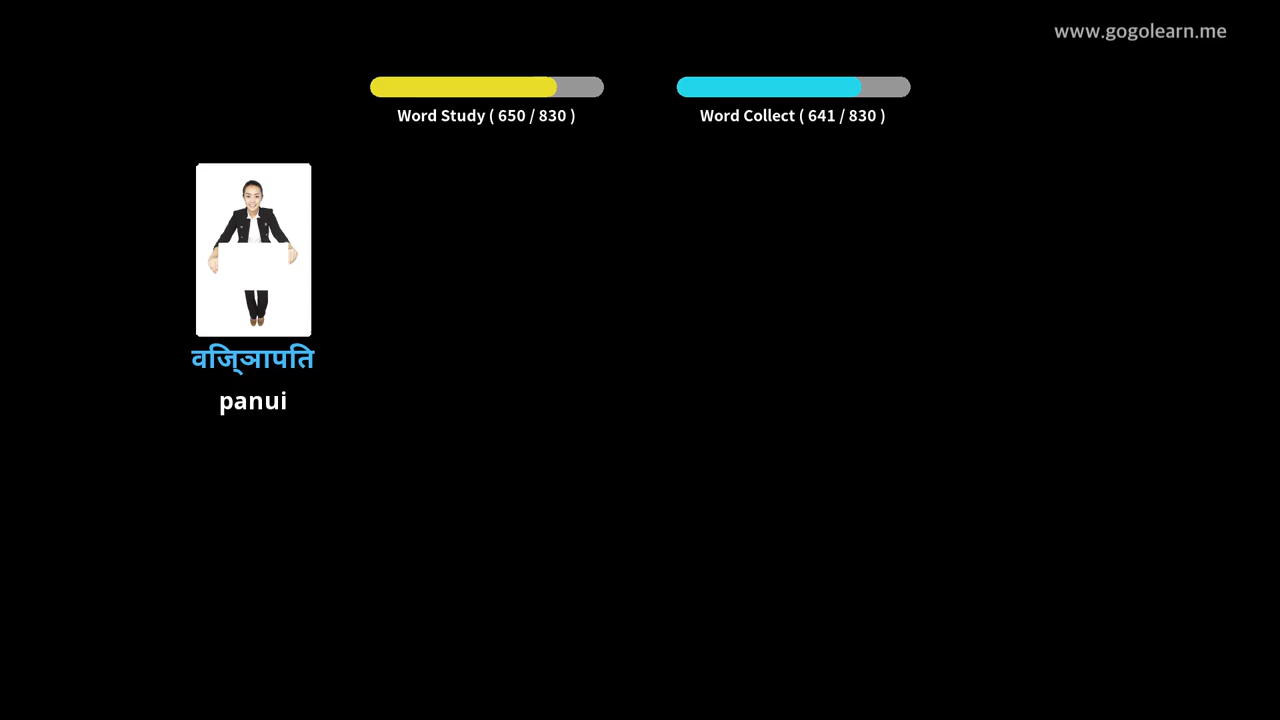 www.gogolearn.me
Word Study ( 650 / 830 )
Word Collect ( 641 / 830 )
वजि्ञापति
panui